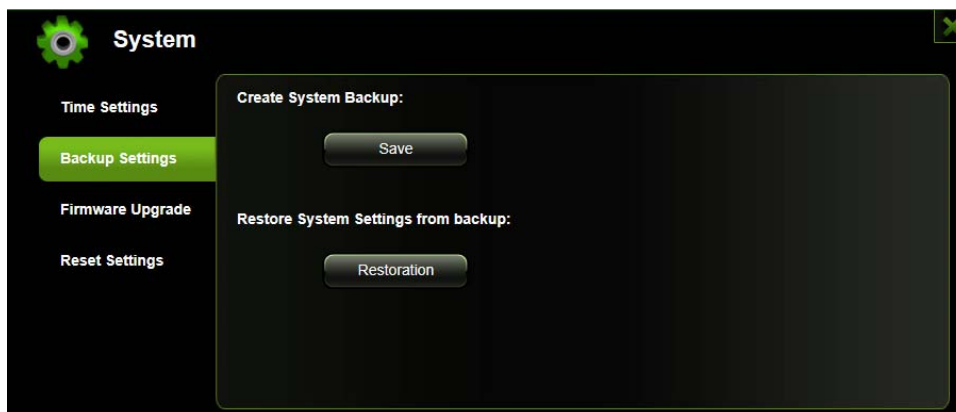 System
Time Settings
Backup Settings
Firmware Upgrade
Reset Settings
Create System Backup:
Save
Restore System Settings from backup:
Restoration